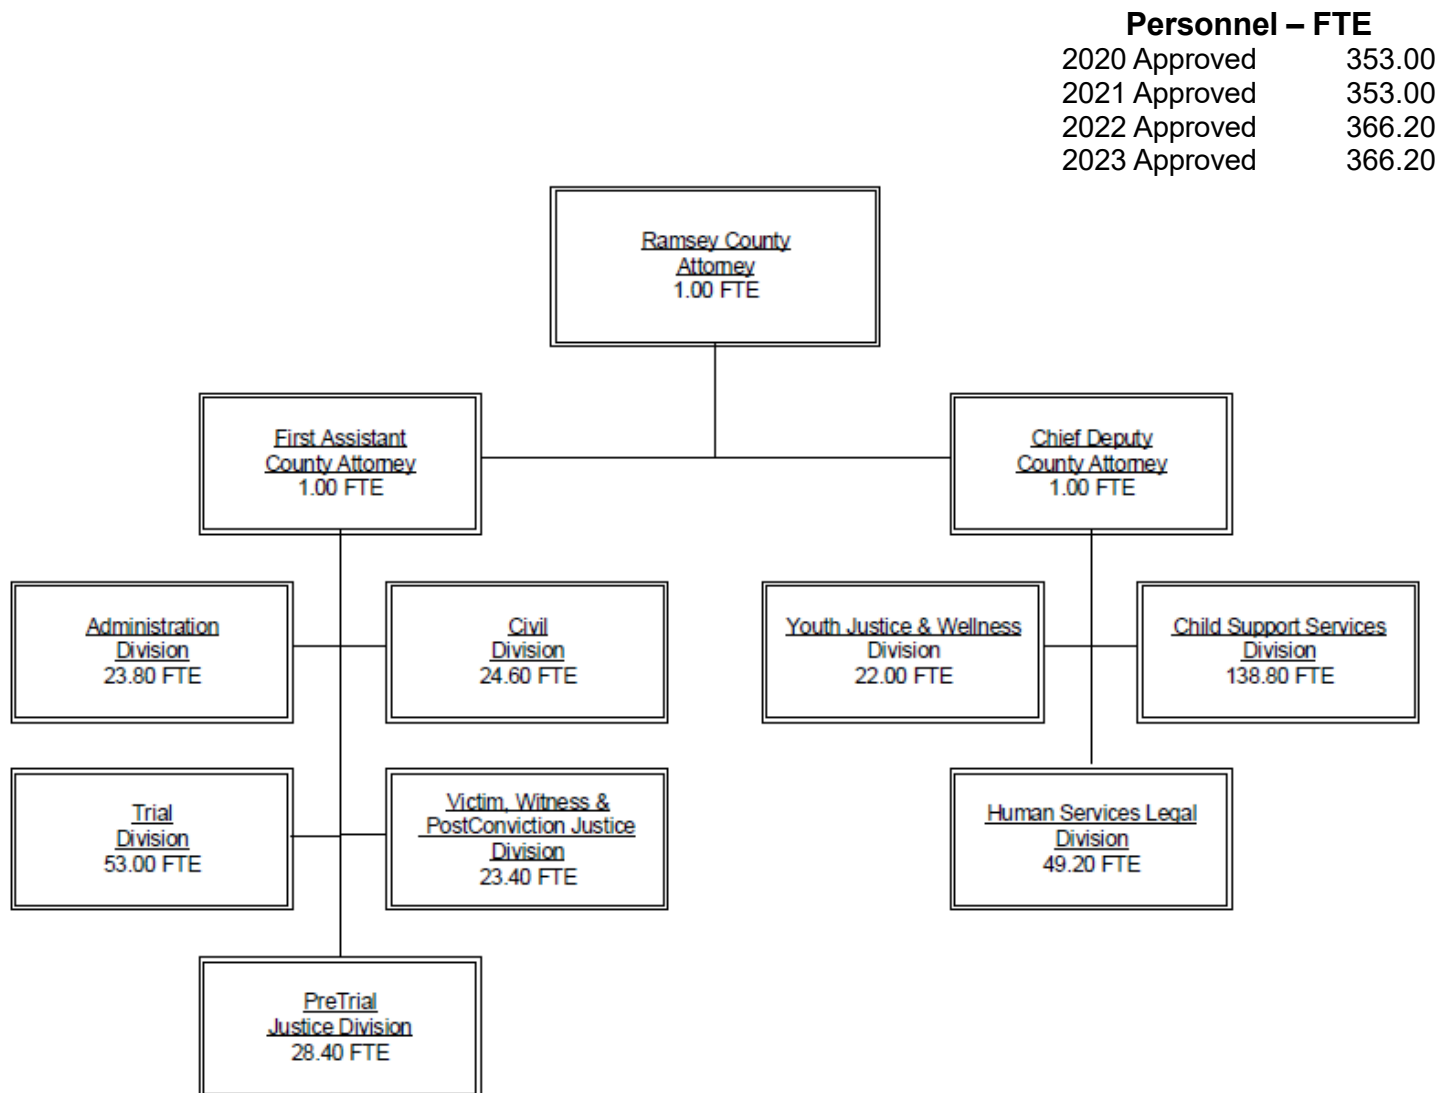 Personnel – FTE
2020 Approved 353.00
2021 Approved 353.00
2022 Approved 366.20
2023 Approved 366.20
Ramsey County
Attorney
1.00 FTE
First Assistant
County Attorney
1.00 FTE
Chief Deputy
County Attorney
1.00 FTE
Administration
Division
23.80 FTE
Civil
Division
24.60 FTE
Youth Justice & Wellness
Division
22.00 FTE
Child Support Services
Division
138.80 FTE
Trial
Division
53.00 FTE
Victim, Witness &
PostConviction Justice
Division
23.40 FTE
Human Services Legal
Division
49.20 FTE
PreTrial
Justice Division
28.40 FTE